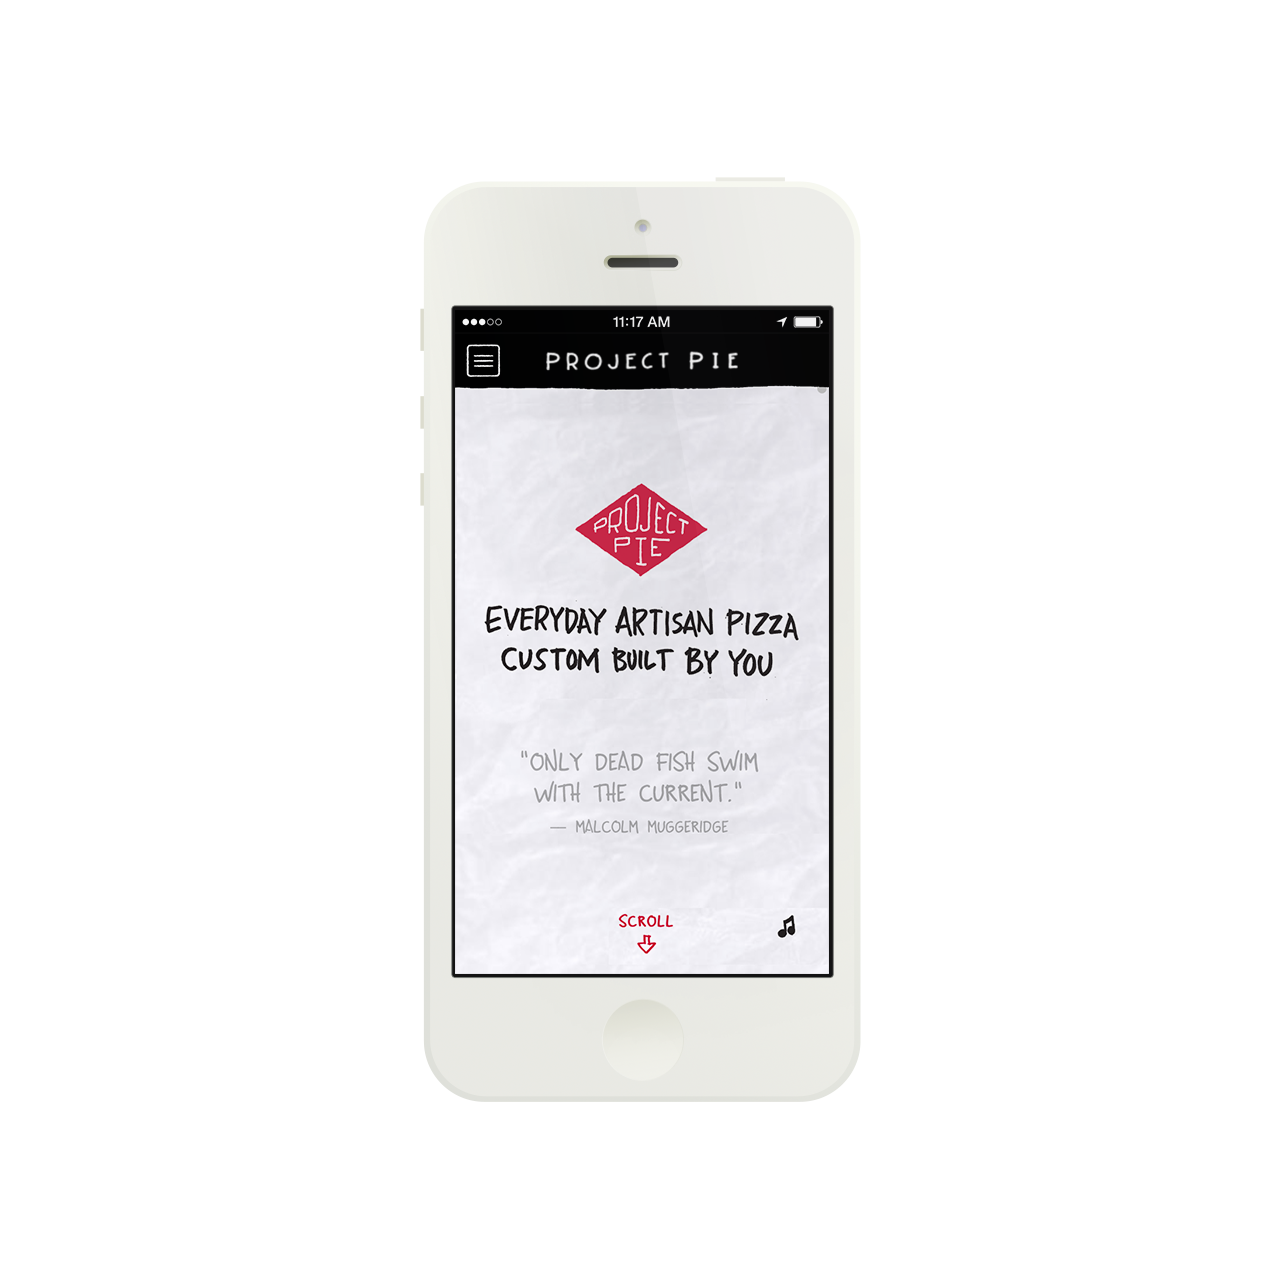 11:17 AM
PROJECT PIE
PROJECT
PIE
EVERYDAY ARTISAN PIZZA
CUSTOM BUILT BY YOU
"ONLY DEAD FISH SWIM
WITH THE CURRENT."
— MALCOLM MUGGERIDGE
SCROLL